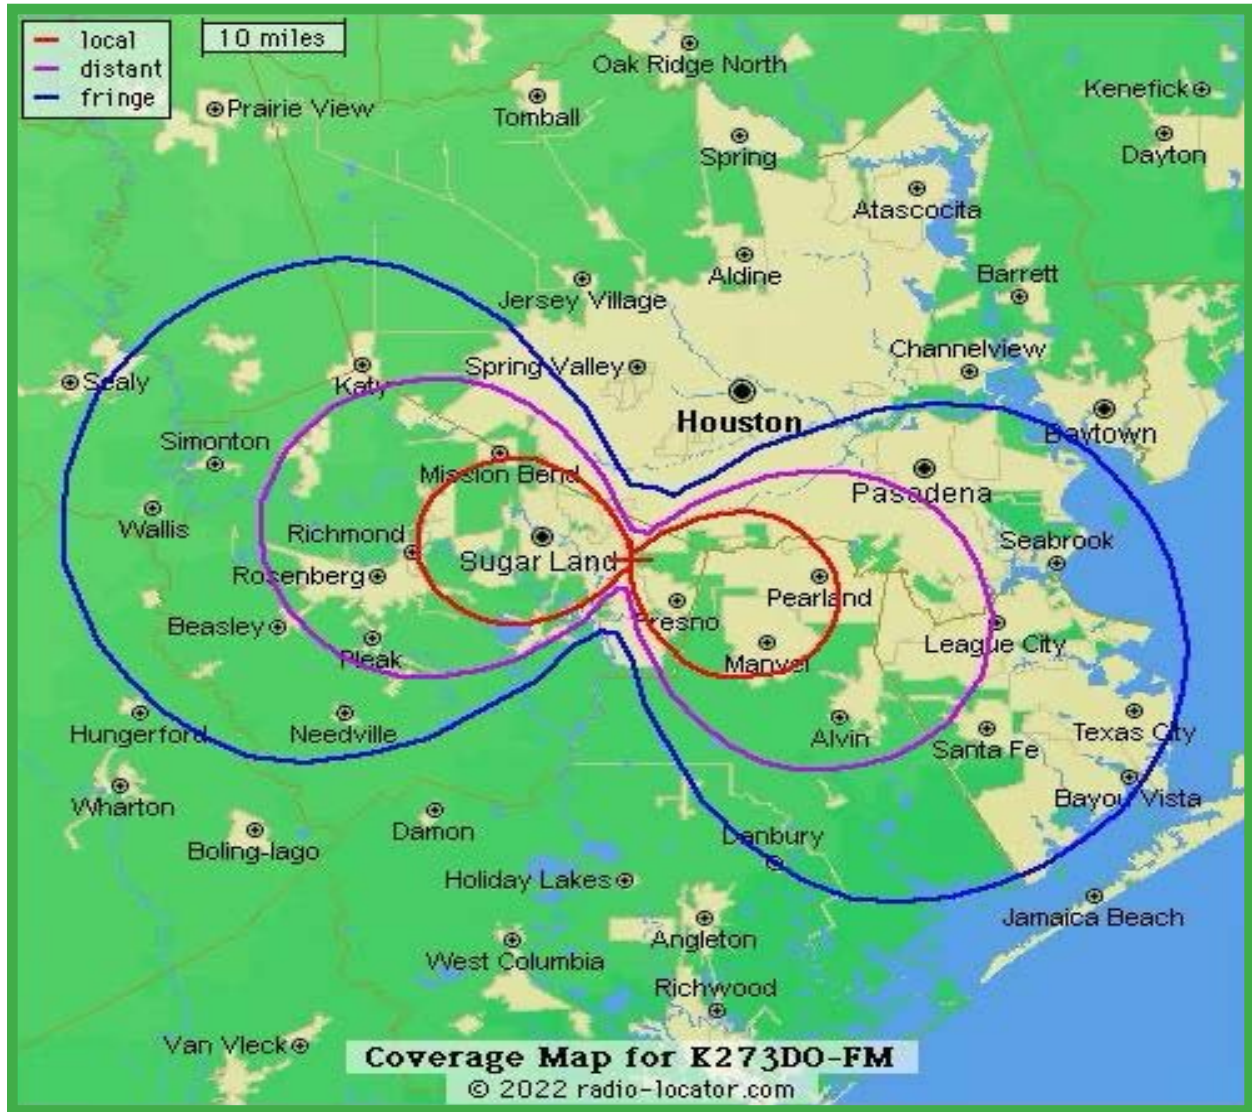 local
distant
fringe
10 miles
Oak Ridge North
Kenefick
Prairie View
Tomball
Spring
Dayton
Atascocita
Aldine
Barrett
Jersey Village
Channelview
Spring Valley
Sealy
Katy
Houston
Baytown
Simonton
Mission Bend
Pasadena
Wallis
Richmond
Sugar Land
Seabrook
Rosenberg
Pearland
Beasley
Fresno
Pleak
Manvel
League City
Hungerford
Needville
Alvin
Santa Fe
Texas City
Wharton
Bayou Vista
Damon
Danbury
Boling-Iago
Holiday Lakes
Jamaica Beach
Angleton
West Columbia
Richwood
Van Vleck
Coverage Map for K273DO-FM
© 2022 radio-locator.com